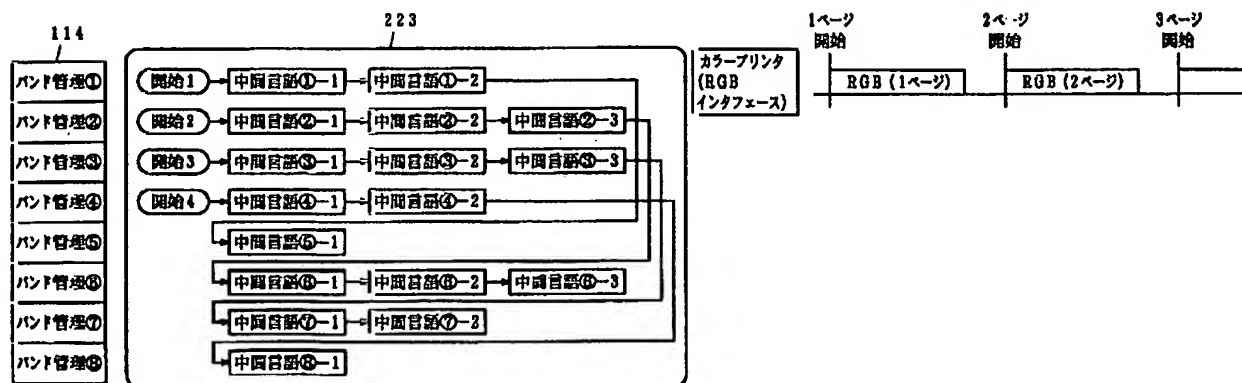 114
223
バンド管理①
バンド管理②
バンド管理③
バンド管理④
バンド管理⑤
バンド管理⑥
バンド管理⑦
バンド管理⑧
開始1 中間言語①-1 中間言語①-2
開始2 中間言語②-1 中間言語②-2 中間言語②-3
開始3 中間言語③-1 中間言語③-2 中間言語③-3
開始4 中間言語④-1 中間言語④-2
中間言語⑤-1
中間言語⑥-1 中間言語⑥-2 中間言語⑥-3
中間言語⑦-1 中間言語⑦-2
中間言語⑧-1
カラープリンタ
(RGB
インタフェース)
1ページ
開始
2ページ
開始
3ページ
開始
RGB (1ページ)
RGB (2ページ)